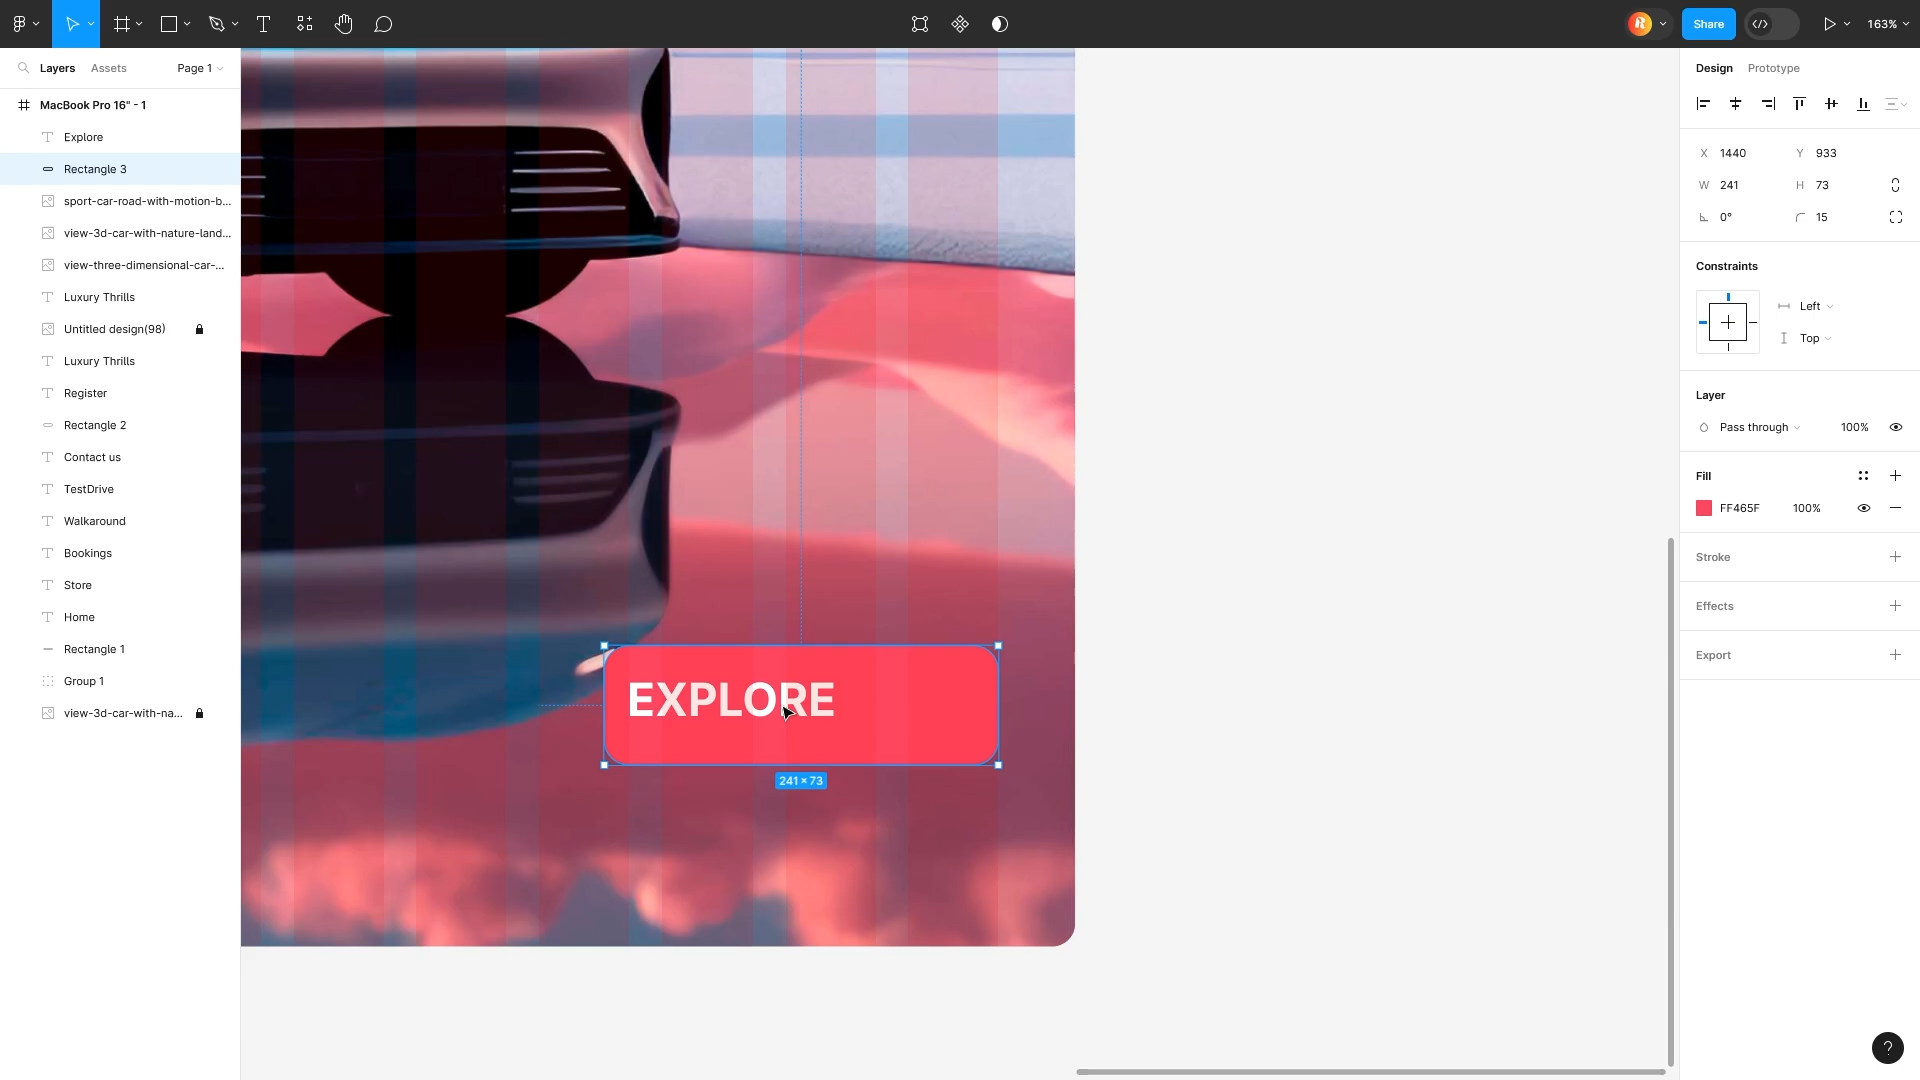 Share
163%
Layers
Assets
Page 1
MacBook Pro 16" - 1
Explore
Rectangle 3
sport-car-road-with-motion-b...
view-3d-car-with-nature-land...
view-three-dimensional-car-...
Luxury Thrills
Untitled design(98)
Luxury Thrills
Register
Rectangle 2
Contact us
TestDrive
Walkaround
Bookings
Store
Home
Rectangle 1
Group 1
view-3d-car-with-na...
EXPLORE
241 × 73
Design
Prototype
X 1440 Y 933
W 241 H 73
0° 15
Constraints
Left
Top
Layer
Pass through 100%
Fill
FF465F 100%
Stroke
Effects
Export
?